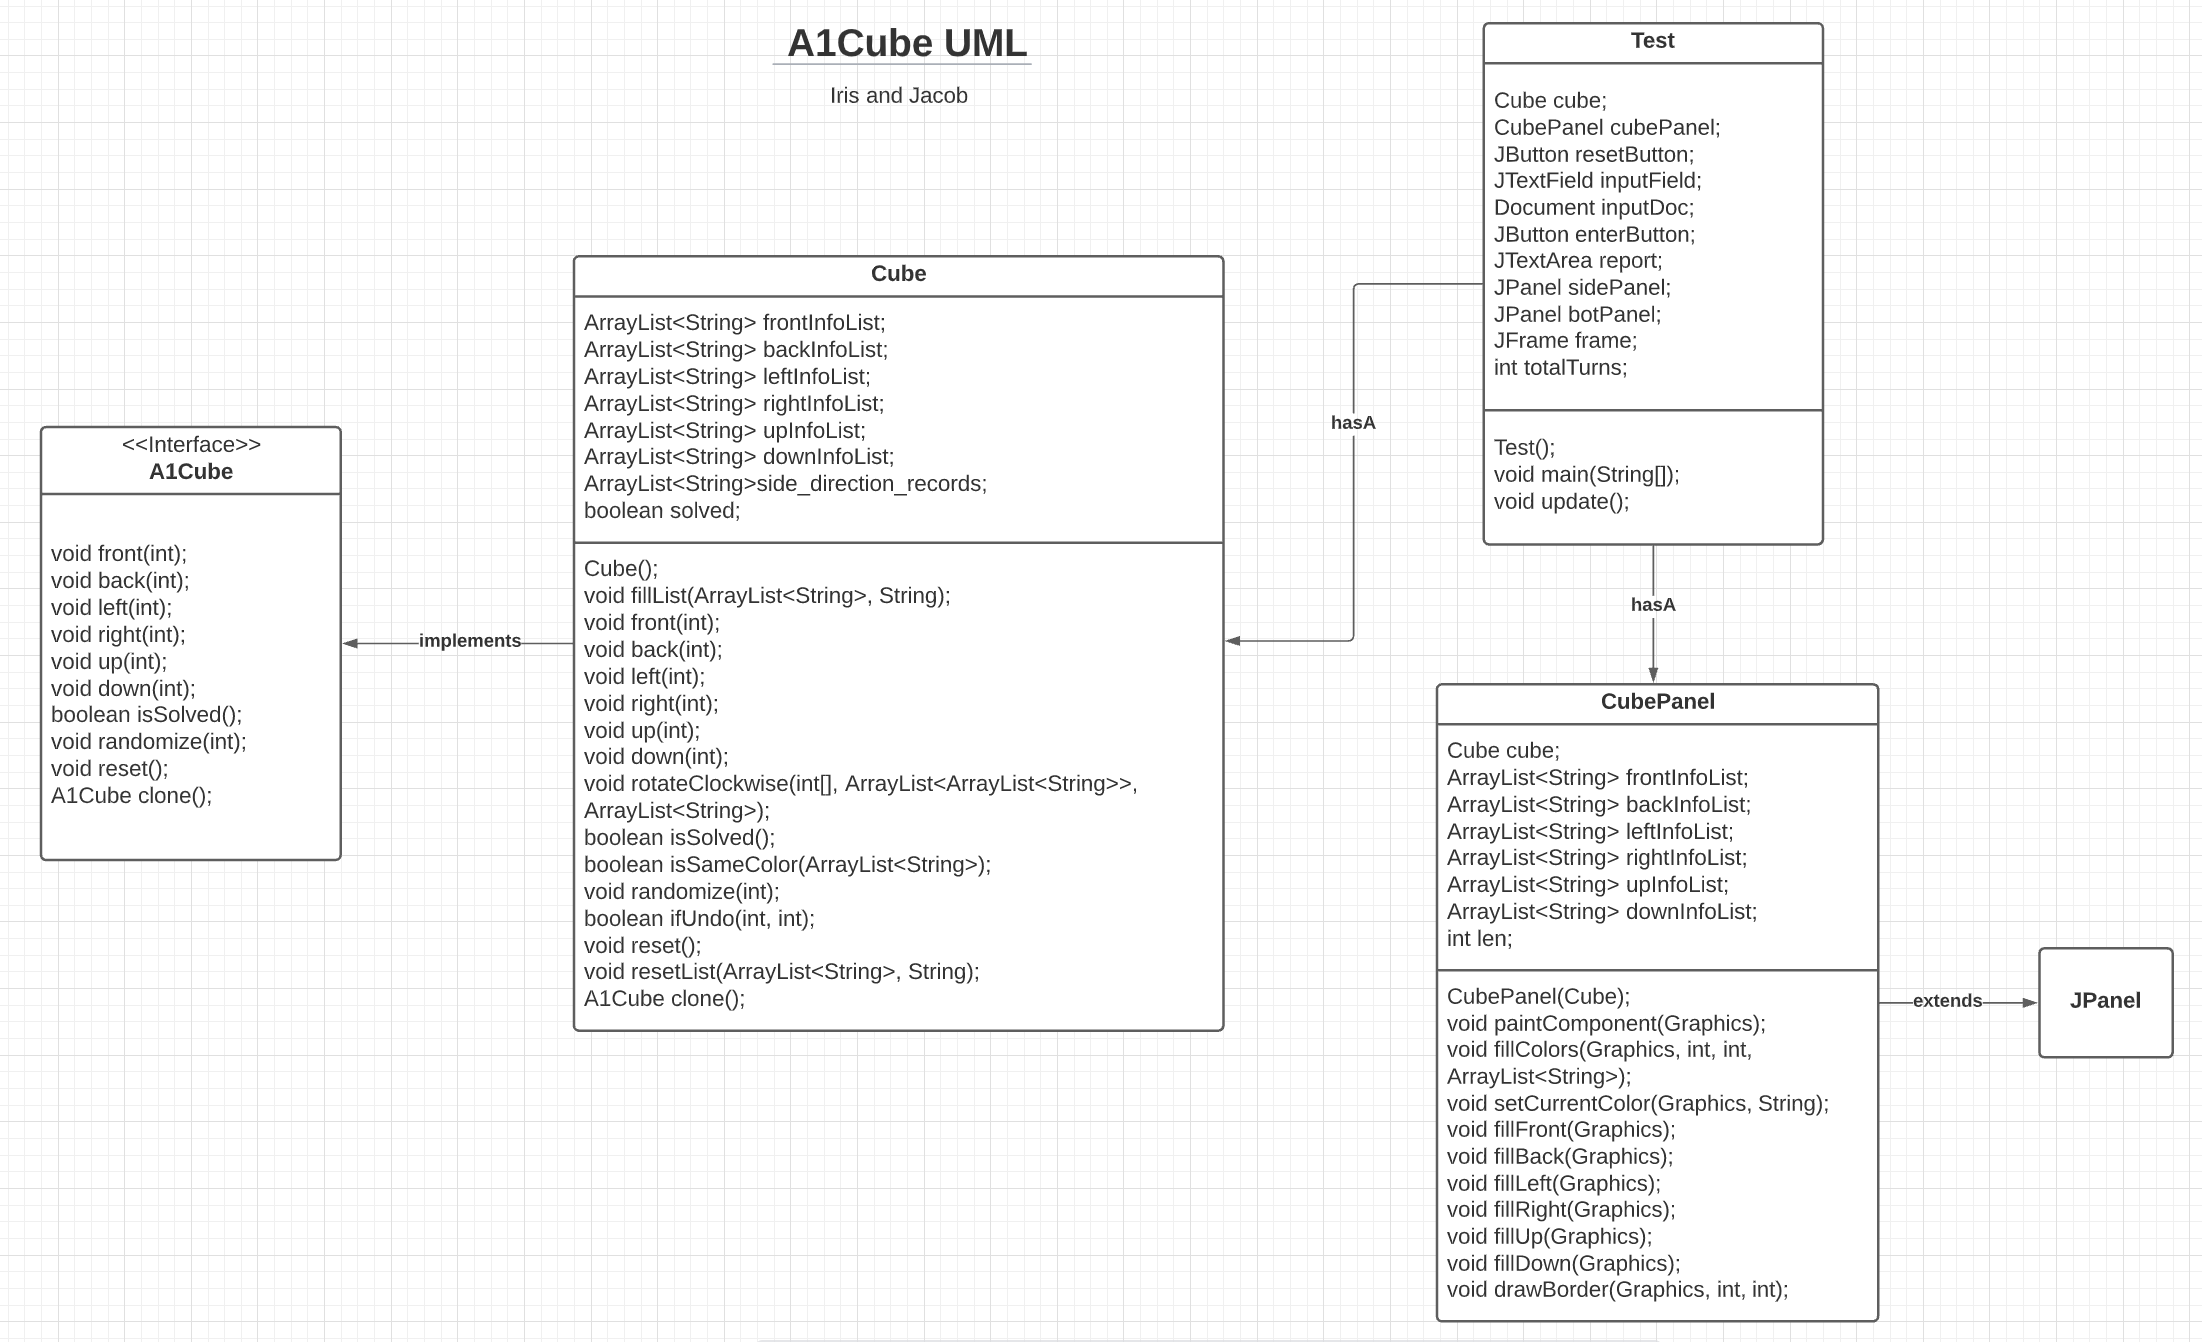 A1Cube UML
Iris and Jacob
<<Interface>>
A1Cube
void front(int);
void back(int);
void left(int);
void right(int);
void up(int);
void down(int);
boolean isSolved();
void randomize(int);
void reset();
A1Cube clone();
implements
Cube
ArrayList<String> frontInfoList;
ArrayList<String> backInfoList;
ArrayList<String> leftInfoList;
ArrayList<String> rightInfoList;
ArrayList<String> upInfoList;
ArrayList<String> downInfoList;
ArrayList<String>side_direction_records;
boolean solved;
Cube();
void fillList(ArrayList<String>, String);
void front(int);
void back(int);
void left(int);
void right(int);
void up(int);
void down(int);
void rotateClockwise(int[], ArrayList<ArrayList<String>>,
ArrayList<String>);
boolean isSolved();
boolean isSameColor(ArrayList<String>);
void randomize(int);
boolean ifUndo(int, int);
void reset();
void resetList(ArrayList<String>, String);
A1Cube clone();
hasA
Test
Cube cube;
CubePanel cubePanel;
JButton resetButton;
JTextField inputField;
Document inputDoc;
JButton enterButton;
JTextArea report;
JPanel sidePanel;
JPanel botPanel;
JFrame frame;
int totalTurns;
Test();
void main(String[]);
void update();
hasA
CubePanel
Cube cube;
ArrayList<String> frontInfoList;
ArrayList<String> backInfoList;
ArrayList<String> leftInfoList;
ArrayList<String> rightInfoList;
ArrayList<String> upInfoList;
ArrayList<String> downInfoList;
int len;
CubePanel(Cube);
void paintComponent(Graphics);
void fillColors(Graphics, int, int,
ArrayList<String>);
void setCurrentColor(Graphics, String);
void fillFront(Graphics);
void fillBack(Graphics);
void fillLeft(Graphics);
void fillRight(Graphics);
void fillUp(Graphics);
void fillDown(Graphics);
void drawBorder(Graphics, int, int);
extends
JPanel